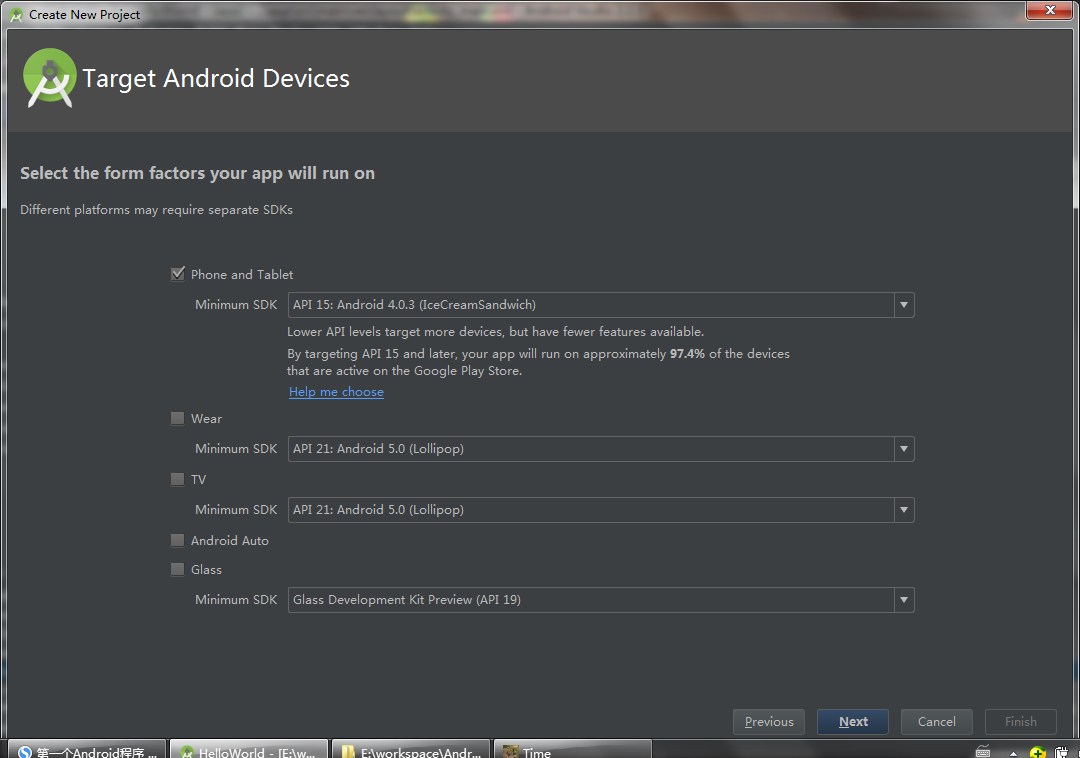 Create New Project
Target Android Devices
Select the form factors your app will run on
Different platforms may require separate SDKs
Phone and Tablet
Minimum SDK API 15: Android 4.0.3 (IceCreamSandwich)
Lower API levels target more devices, but have fewer features available.
By targeting API 15 and later, your app will run on approximately 97.4% of the devices
that are active on the Google Play Store.
Help me choose
Wear
Minimum SDK API 21: Android 5.0 (Lollipop)
TV
Minimum SDK API 21: Android 5.0 (Lollipop)
Android Auto
Glass
Minimum SDK Glass Development Kit Preview (API 19)
Previous Next Cancel Finish
第一个Android程序 ... HelloWorld - [E:\w... E:\workspace\Andr... Time